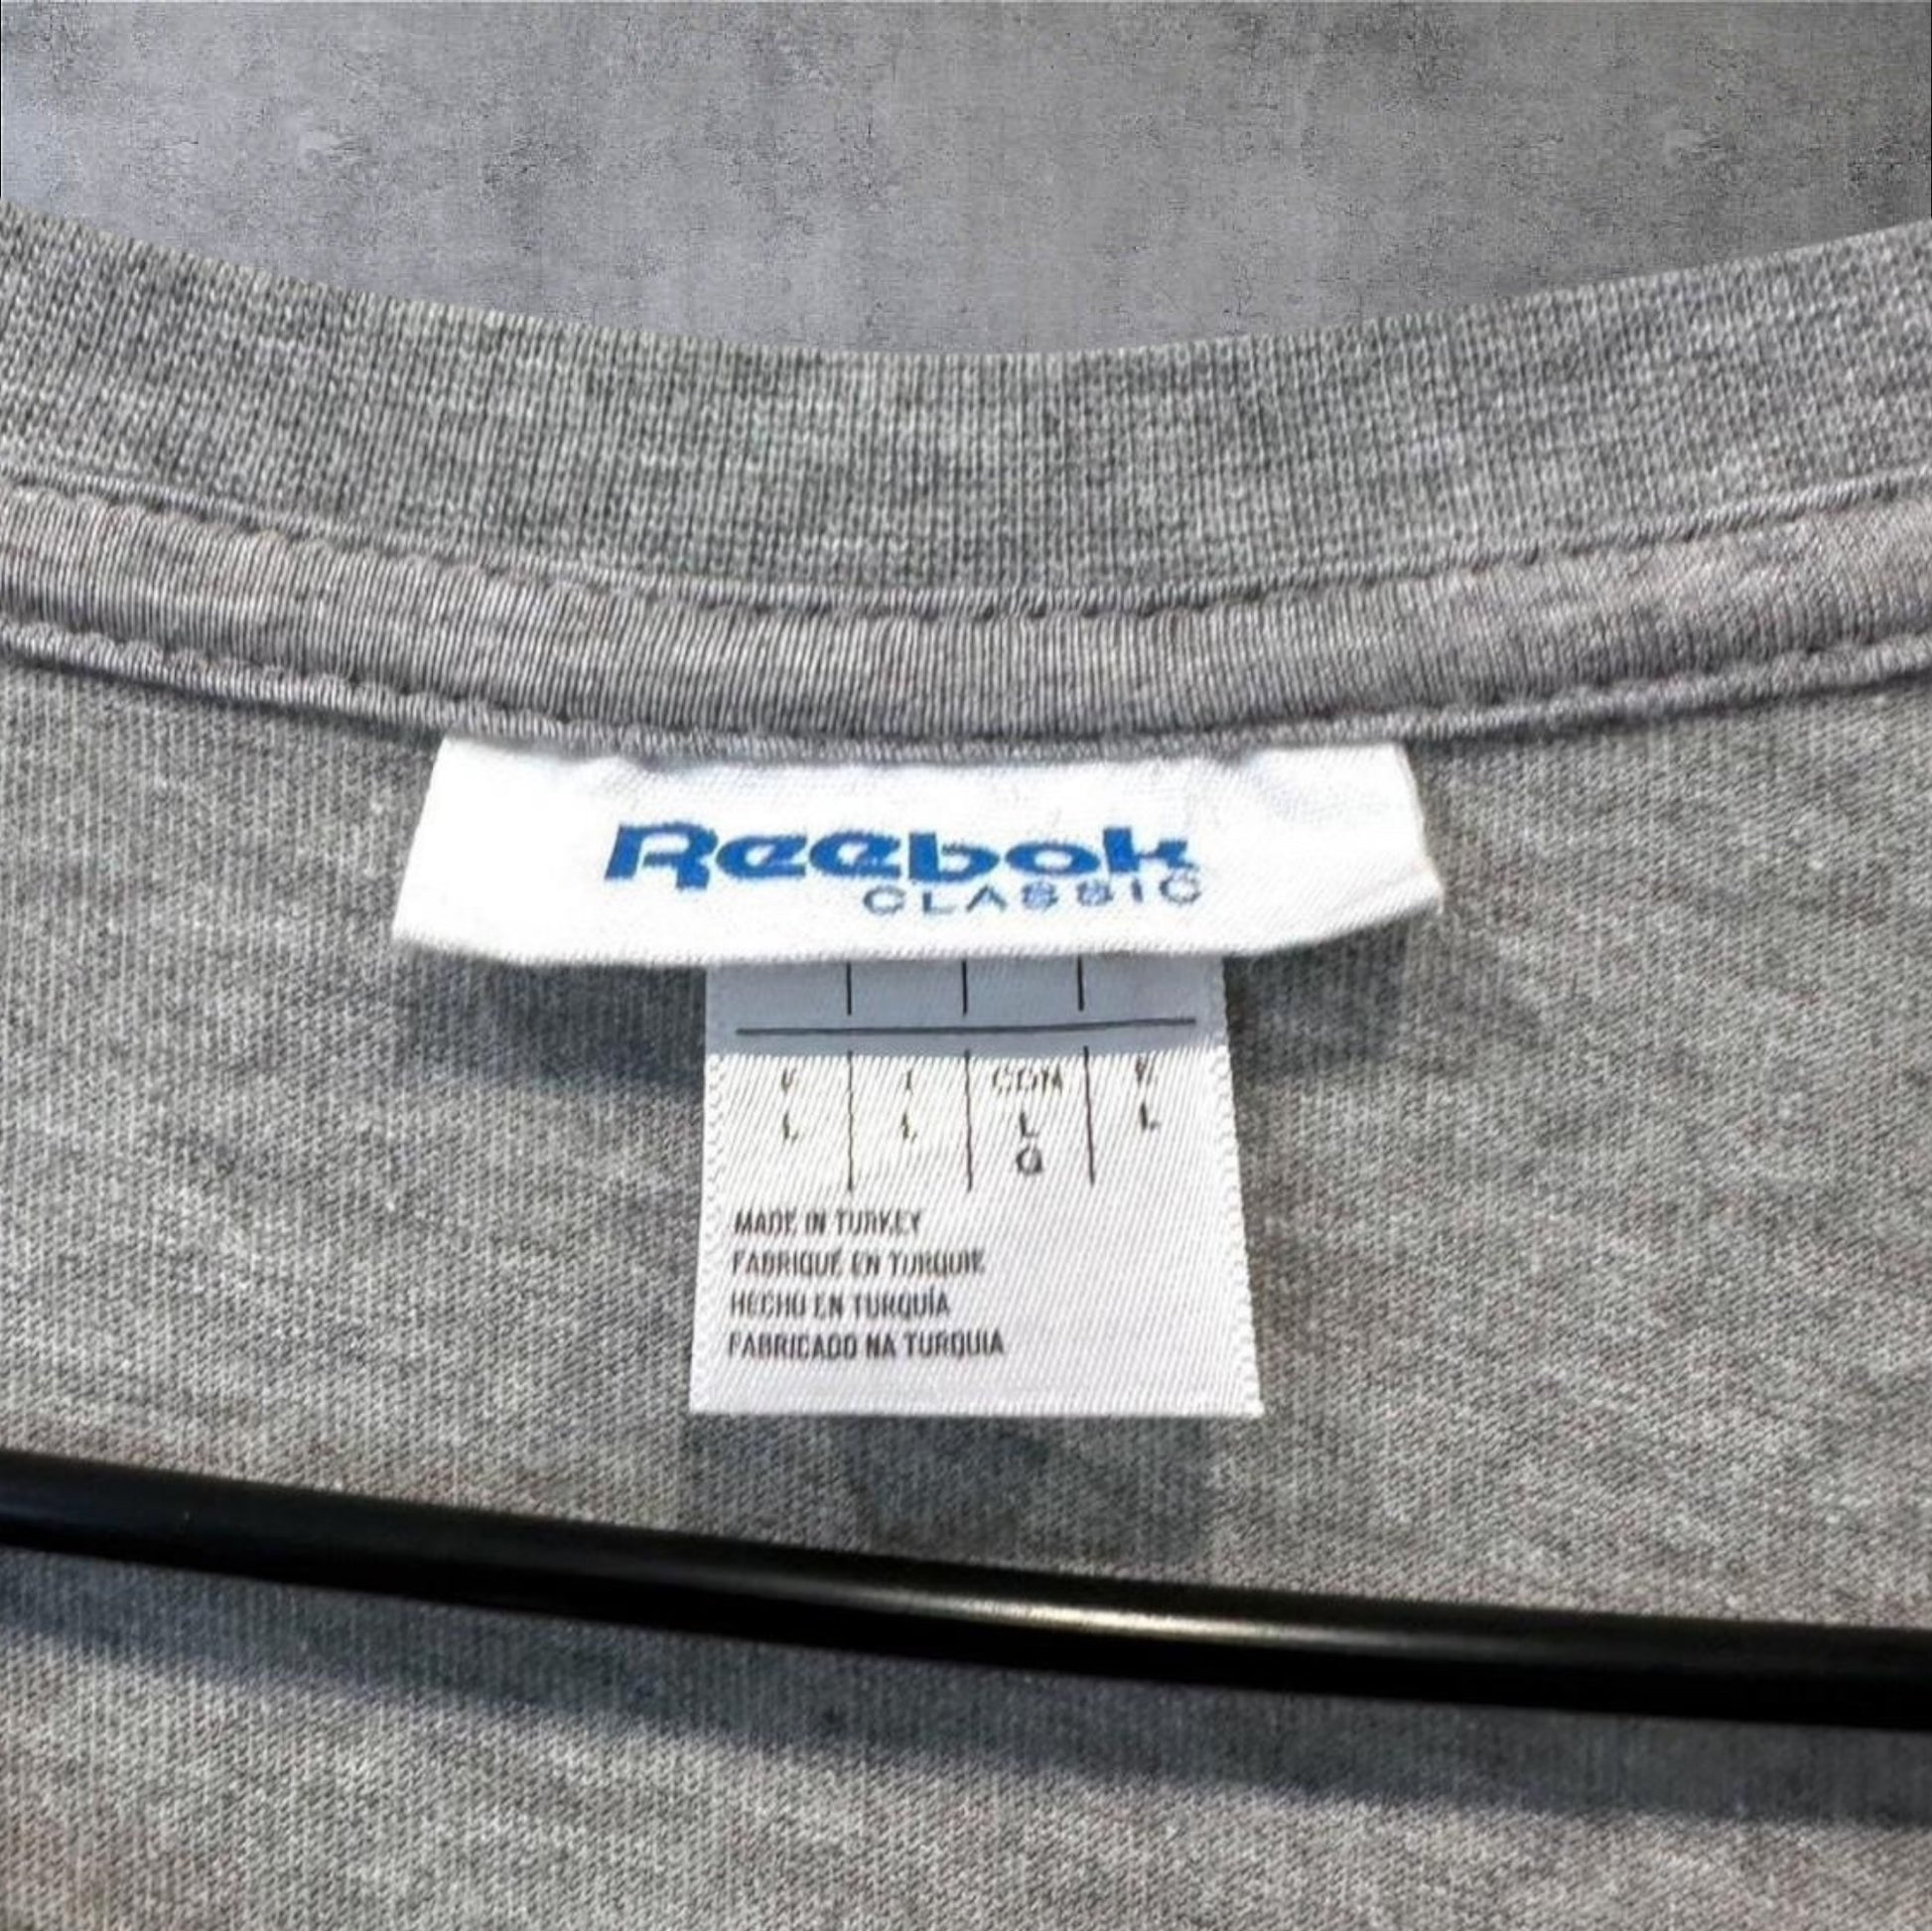 Reebok
CLASSIC
I CDN
L L L L
G
MADE IN TURKEY
FABRIQUÉ EN TURQUIE
HECHO EN TURQUÍA
FABRICADO NA TURQUIA